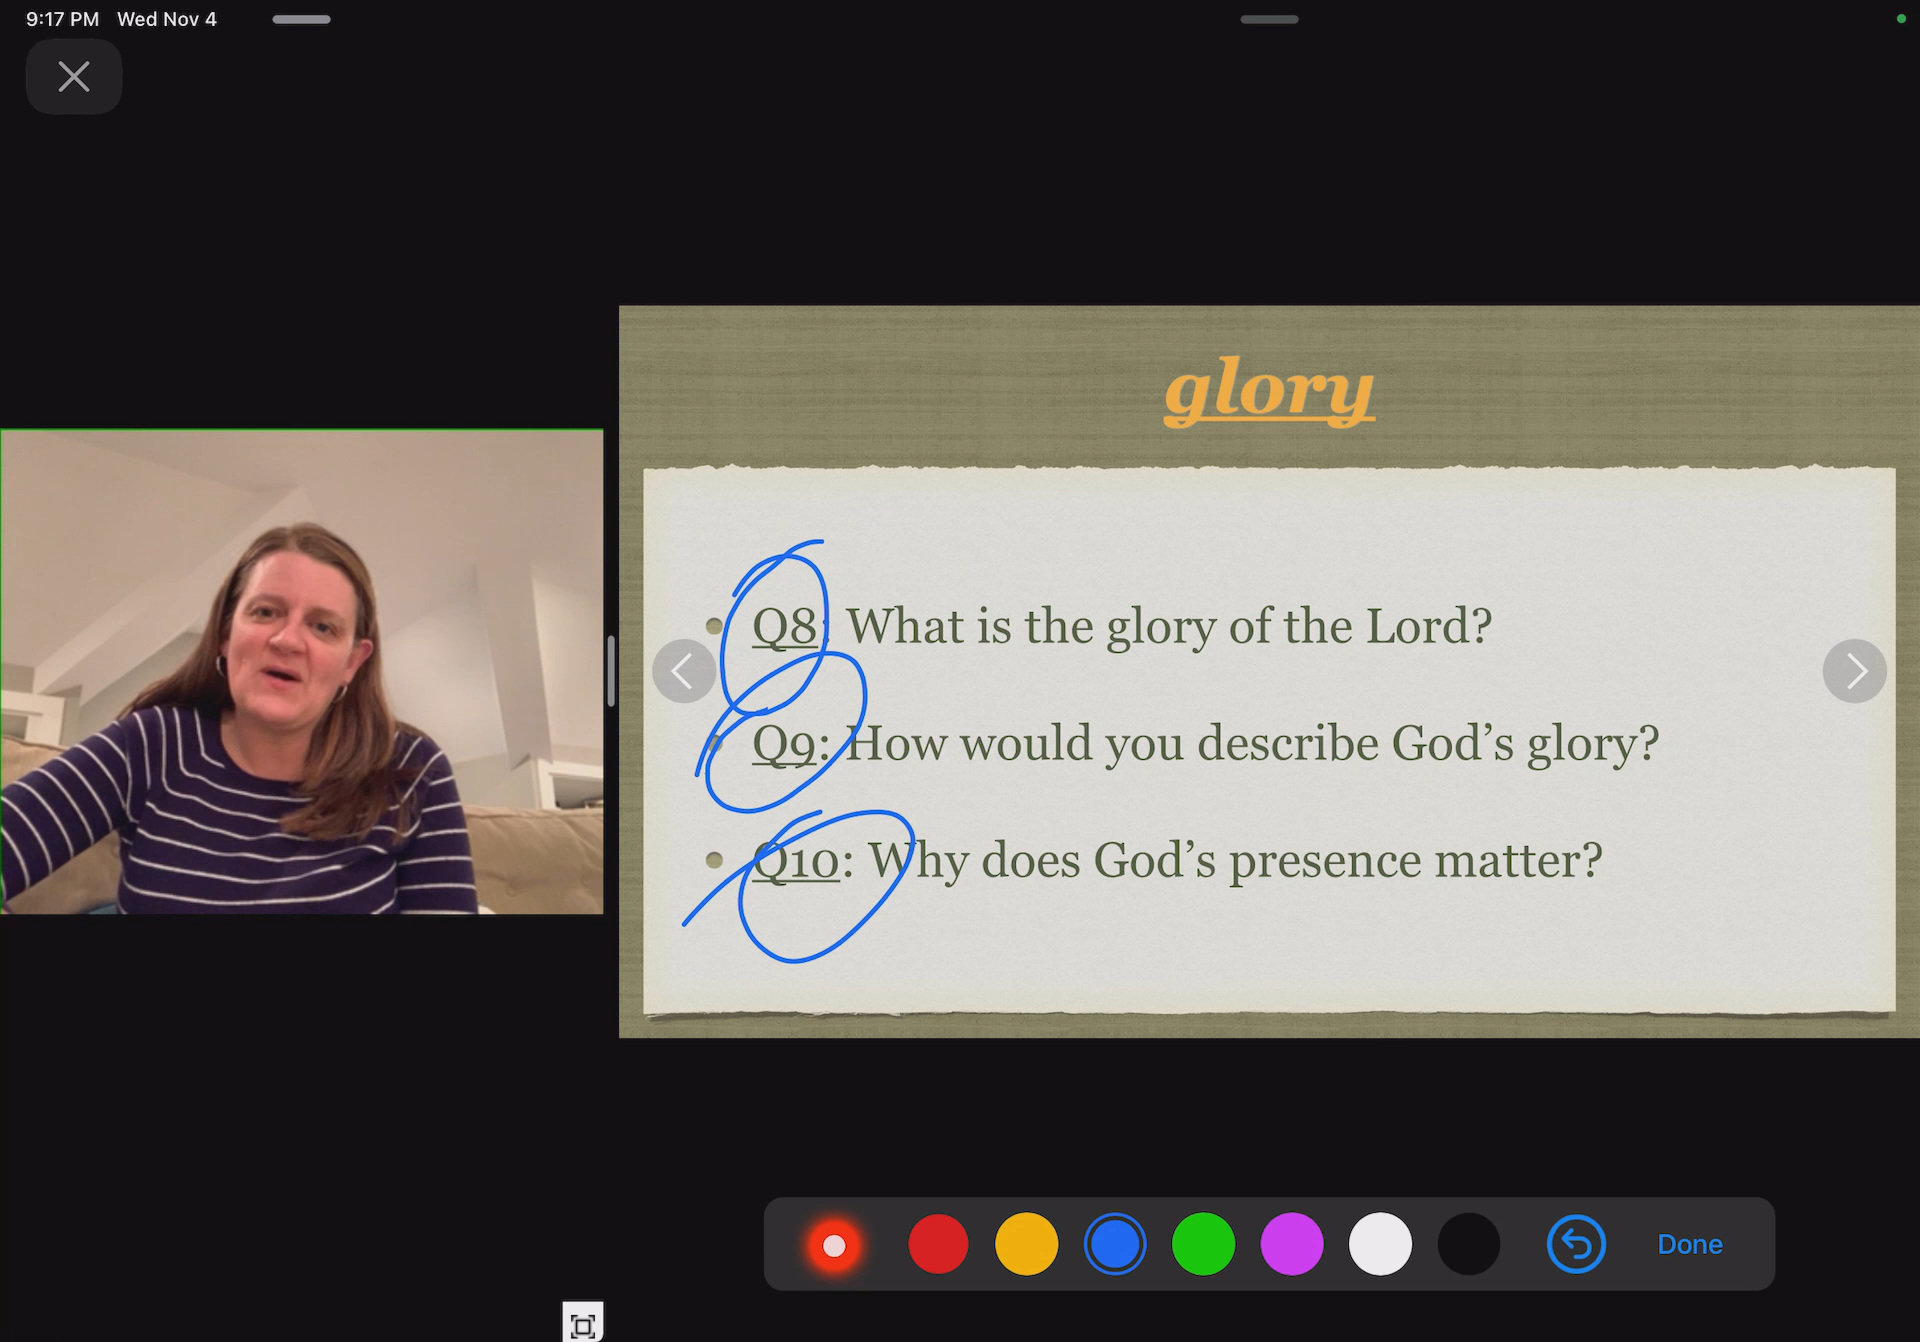 9:17 PM Wed Nov 4
glory
Q8: What is the glory of the Lord?
Q9: How would you describe God’s glory?
Q10: Why does God’s presence matter?
Done